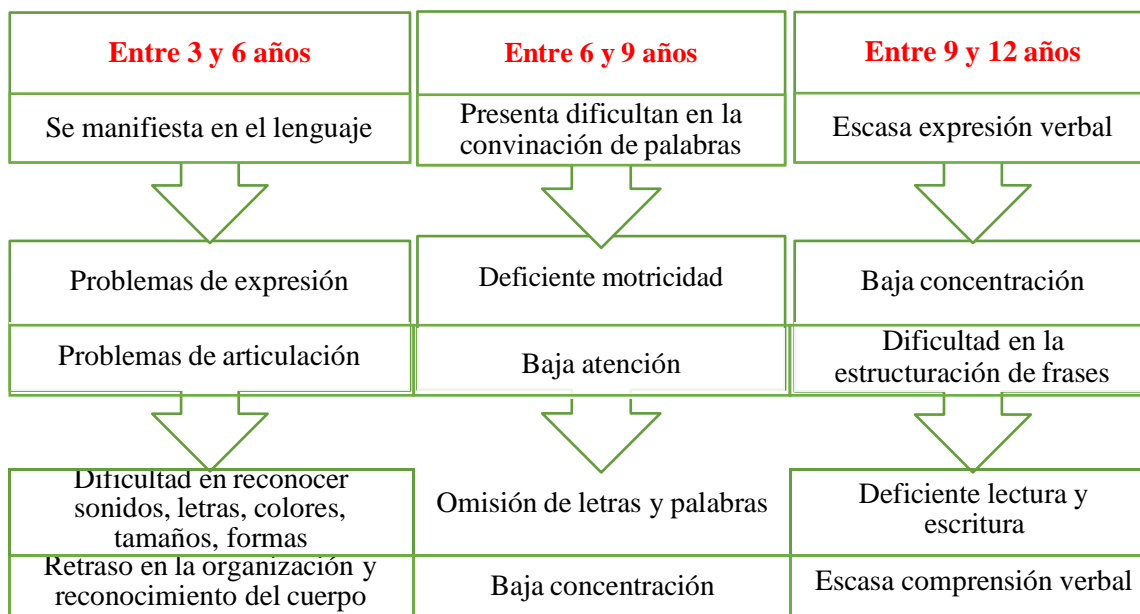 Entre 3 y 6 años
Se manifiesta en el lenguaje
Problemas de expresión
Problemas de articulación
Dificultad en reconocer
sonidos, letras, colores,
tamaños, formas
Retraso en la organización y
reconocimiento del cuerpo
Entre 6 y 9 años
Presenta dificultan en la
convinación de palabras
Deficiente motricidad
Baja atención
Omisión de letras y palabras
Baja concentración
Entre 9 y 12 años
Escasa expresión verbal
Baja concentración
Dificultad en la
estructuración de frases
Deficiente lectura y
escritura
Escasa comprensión verbal